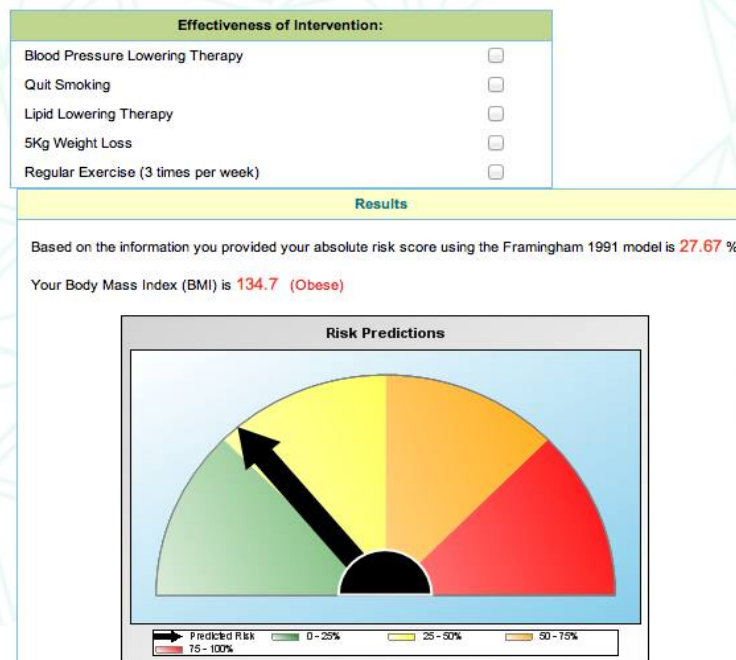 Effectiveness of Intervention:
Blood Pressure Lowering Therapy
Quit Smoking
Lipid Lowering Therapy
5Kg Weight Loss
Regular Exercise (3 times per week)
Results
Based on the information you provided your absolute risk score using the Framingham 1991 model is 27.67 %
Your Body Mass Index (BMI) is 134.7 (Obese)
Risk Predictions
Predicted Risk 0 - 25% 25 - 50% 50 - 75%
75 - 100%